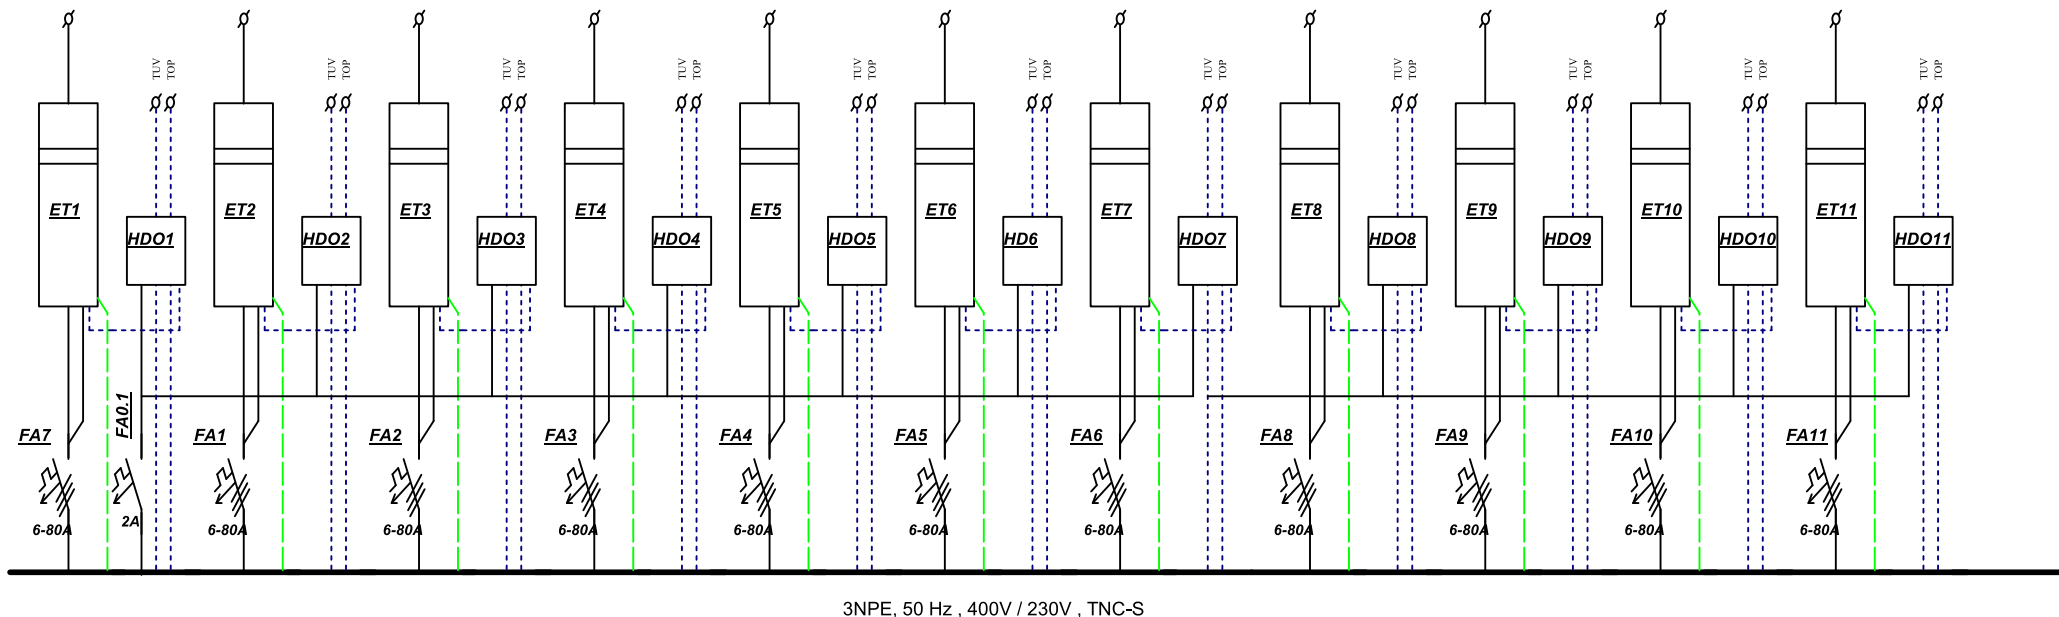 TUV TOP TUV TOP TUV TOP TUV TOP TUV TOP TUV TOP TUV TOP TUV TOP TUV TOP TUV TOP TUV TOP
ET1 ET2 ET3 ET4 ET5 ET6 ET7 ET8 ET9 ET10 ET11
HDO1 HDO2 HDO3 HDO4 HDO5 HD6 HDO7 HDO8 HDO9 HDO10 HDO11
FA0.1
FA7 FA1 FA2 FA3 FA4 FA5 FA6 FA8 FA9 FA10 FA11
6-80A 2A 6-80A 6-80A 6-80A 6-80A 6-80A 6-80A 6-80A 6-80A 6-80A 6-80A
3NPE, 50 Hz , 400V / 230V , TNC-S